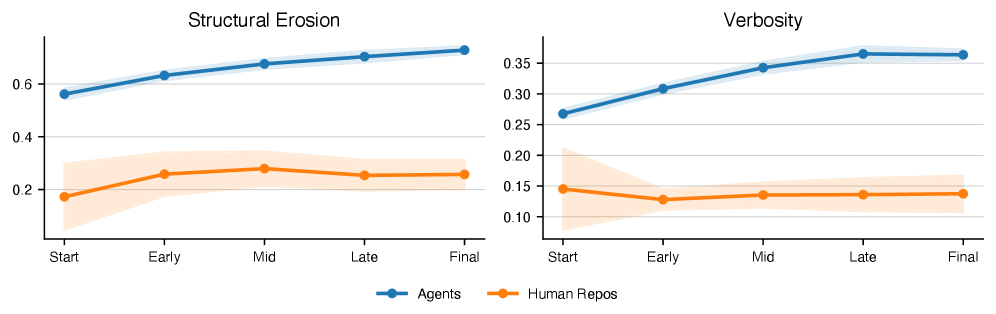 Structural Erosion
0.6
0.4
0.2
Start Early Mid Late Final
Verbosity
0.35
0.30
0.25
0.20
0.15
0.10
Start Early Mid Late Final
Agents Human Repos